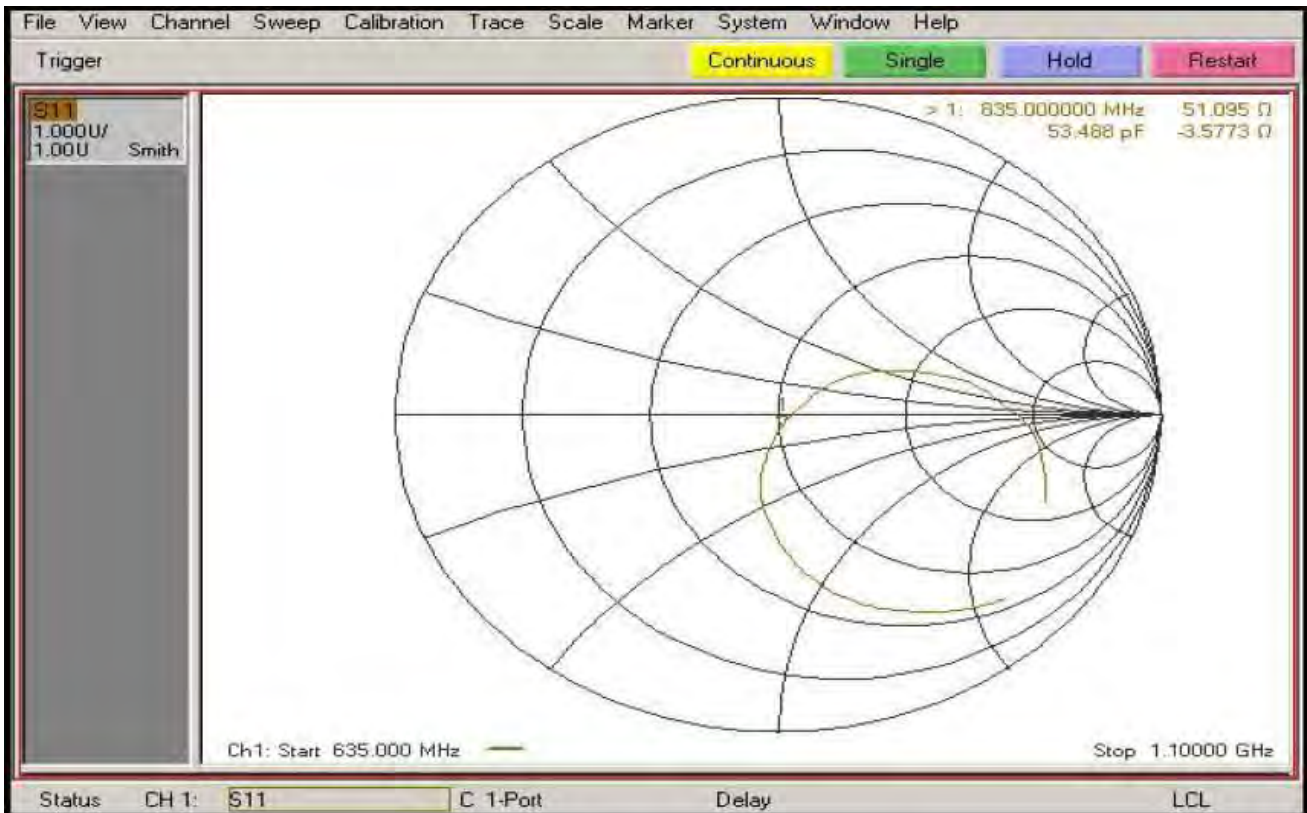 File View Channel Sweep Calibration Trace Scale Marker System Window Help
Trigger Continuous Single Hold Restart
S11
1.000U/
1.00U Smith
> 1: 835.000000 MHz 51.095 Ω
53.488 pF -3.5773 Ω
Ch1: Start 635.000 MHz
Stop 1.10000 GHz
Status CH 1: S11 C 1-Port Delay LCL